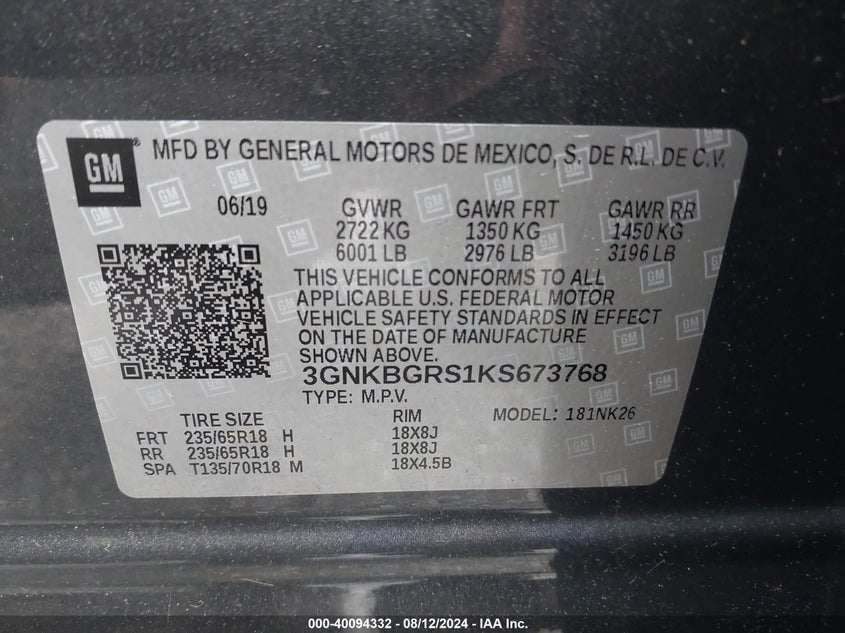 GM ® MFD BY GENERAL MOTORS DE MEXICO, S. DE R.L. DE C.V.
06/19 GVWR GAWR FRT GAWR RR
2722 KG 1350 KG 1450 KG
6001 LB 2976 LB 3196 LB
THIS VEHICLE CONFORMS TO ALL
APPLICABLE U.S. FEDERAL MOTOR
VEHICLE SAFETY STANDARDS IN EFFECT
ON THE DATE OF MANUFACTURE
SHOWN ABOVE.
3GNKBGRS1KS673768
TYPE: M.P.V.
TIRE SIZE RIM MODEL: 181NK26
FRT 235/65R18 H 18X8J
RR 235/65R18 H 18X8J
SPA T135/70R18 M 18X4.5B
000-40094332 - 08/12/2024 - IAA Inc.